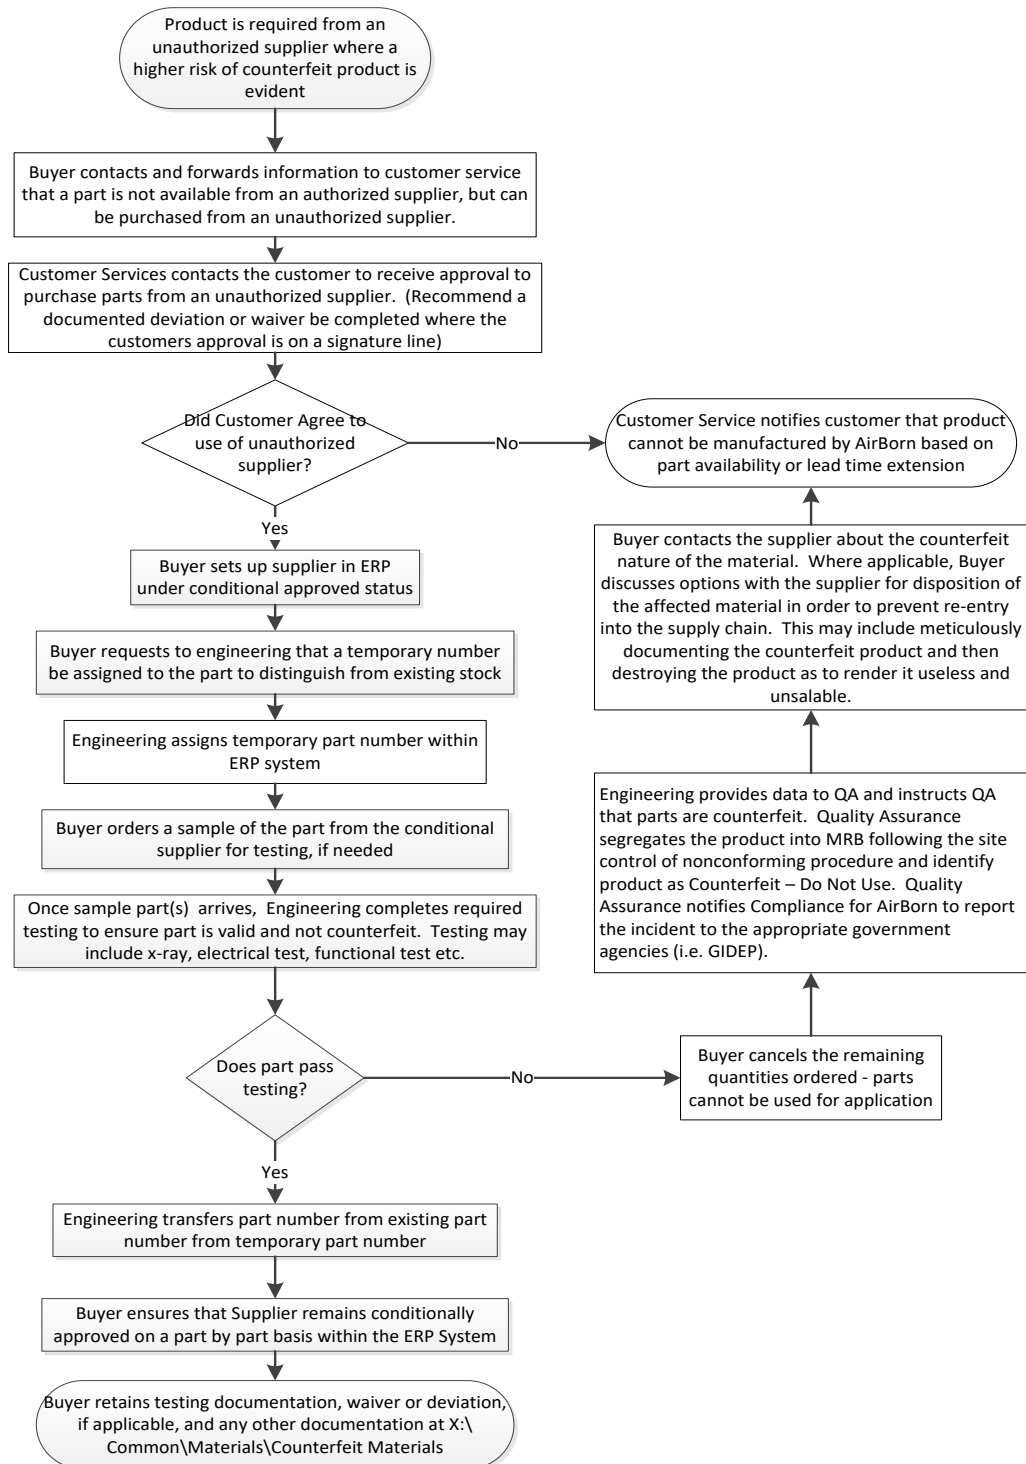 Product is required from an
unauthorized supplier where a
higher risk of counterfeit product is
evident
Buyer contacts and forwards information to customer service
that a part is not available from an authorized supplier, but can
be purchased from an unauthorized supplier.
Customer Services contacts the customer to receive approval to
purchase parts from an unauthorized supplier.  (Recommend a
documented deviation or waiver be completed where the
customers approval is on a signature line)
Did Customer Agree to
use of unauthorized
supplier?
No
Customer Service notifies customer that product
cannot be manufactured by AirBorn based on
part availability or lead time extension
Yes
Buyer sets up supplier in ERP
under conditional approved status
Buyer requests to engineering that a temporary number
be assigned to the part to distinguish from existing stock
Engineering assigns temporary part number within
ERP system
Buyer orders a sample of the part from the conditional
supplier for testing, if needed
Once sample part(s)  arrives,  Engineering completes required
testing to ensure part is valid and not counterfeit.  Testing may
include x-ray, electrical test, functional test etc.
Does part pass
testing?
No
Buyer cancels the remaining
quantities ordered - parts
cannot be used for application
Engineering provides data to QA and instructs QA
that parts are counterfeit.  Quality Assurance
segregates the product into MRB following the site
control of nonconforming procedure and identify
product as Counterfeit – Do Not Use.  Quality
Assurance notifies Compliance for AirBorn to report
the incident to the appropriate government
agencies (i.e. GIDEP).
Buyer contacts the supplier about the counterfeit
nature of the material.  Where applicable, Buyer
discusses options with the supplier for disposition of
the affected material in order to prevent re-entry
into the supply chain.  This may include meticulously
documenting the counterfeit product and then
destroying the product as to render it useless and
unsalable.
Yes
Engineering transfers part number from existing part
number from temporary part number
Buyer ensures that Supplier remains conditionally
approved on a part by part basis within the ERP System
Buyer retains testing documentation, waiver or deviation,
if applicable, and any other documentation at X:\
Common\Materials\Counterfeit Materials